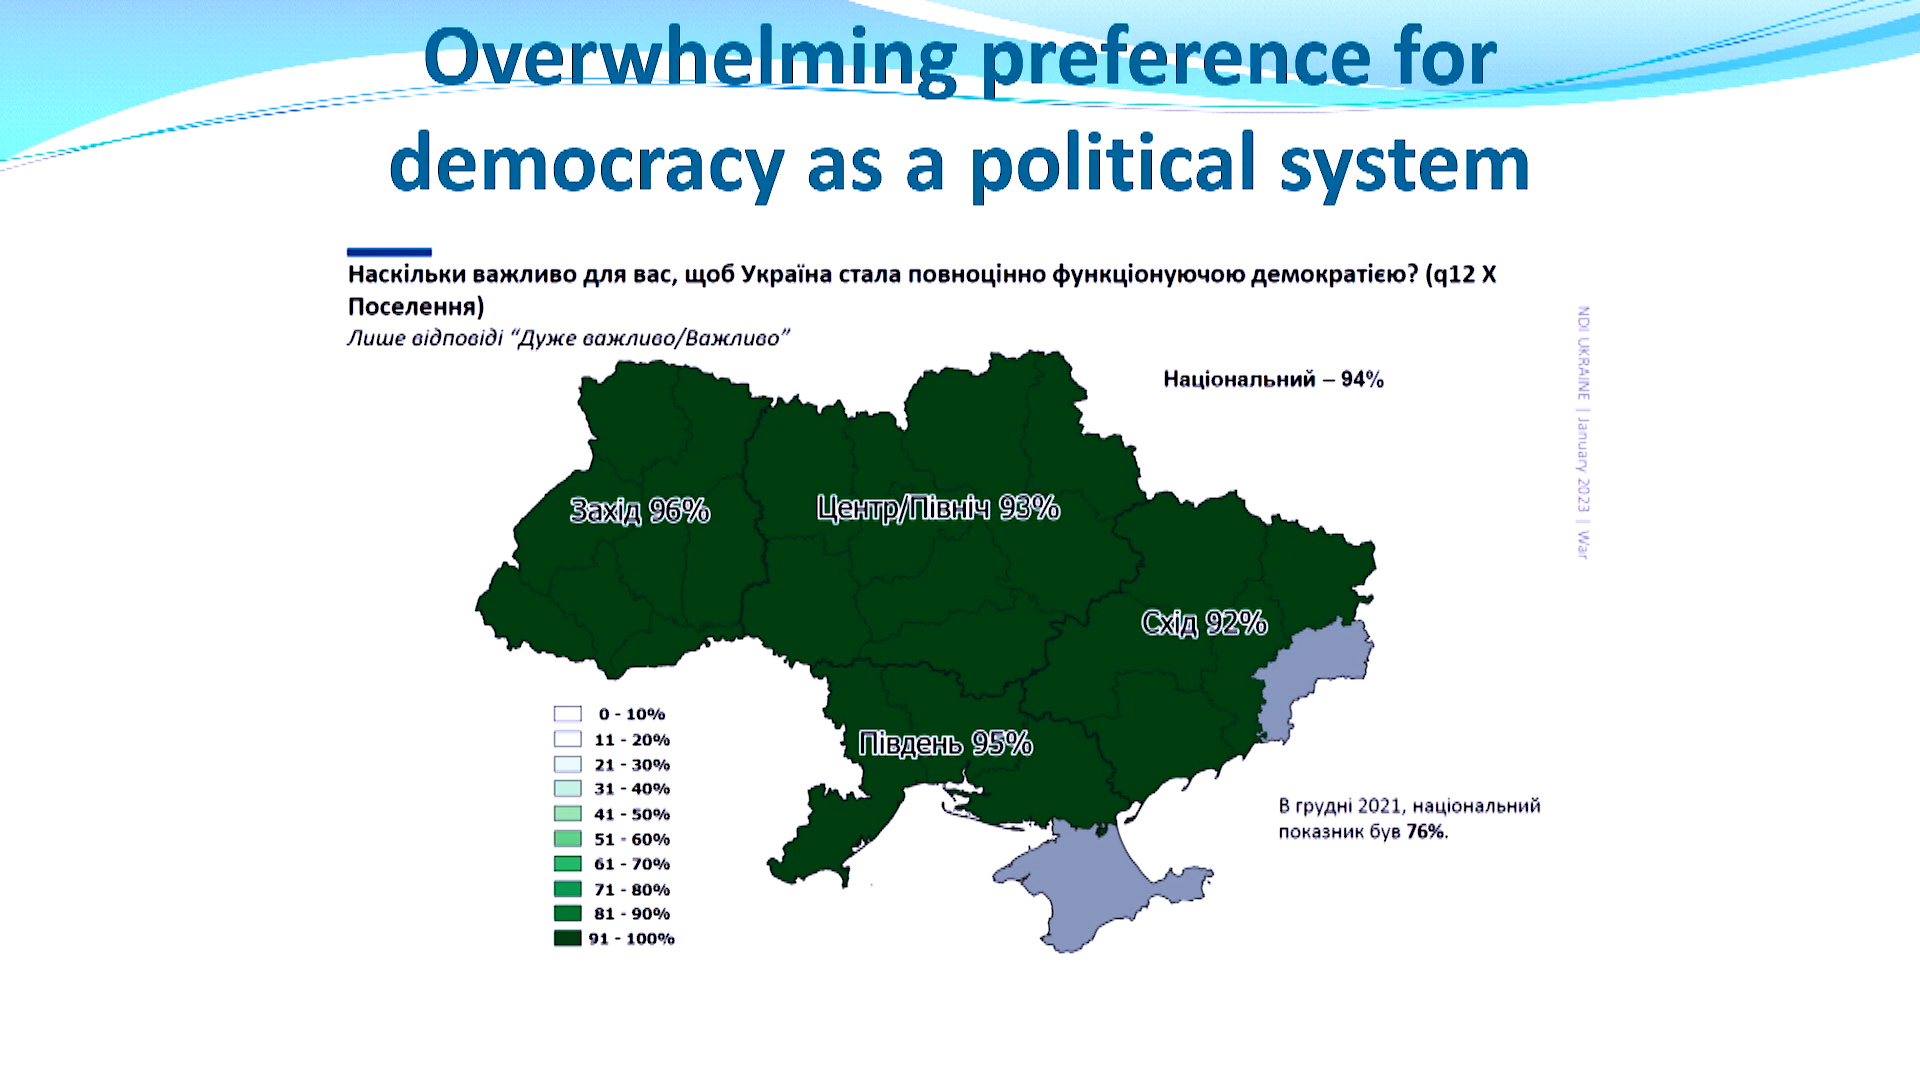 Overwhelming preference for
democracy as a political system
Наскільки важливо для вас, щоб Україна стала повноцінно функціонуючою демократією? (q12 X
Поселення)
Лише відповіді “Дуже важливо/Важливо”
Національний – 94%
NDI UKRAINE | January 2023 | War
Захід 96%
Центр/Північ 93%
Схід 92%
Південь 95%
0 - 10%
11 - 20%
21 - 30%
31 - 40%
41 - 50%
51 - 60%
61 - 70%
71 - 80%
81 - 90%
91 - 100%
В грудні 2021, національний
показник був 76%.